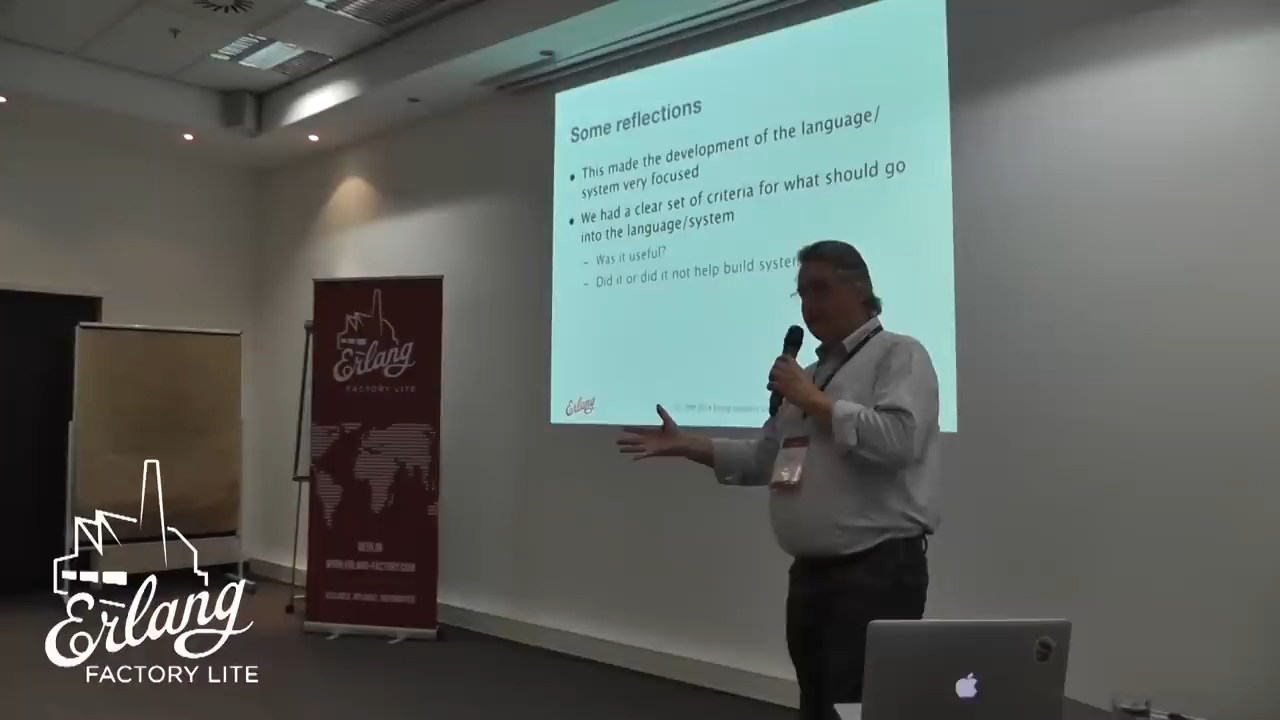 Some reflections
• This made the development of the language/
system very focused
• We had a clear set of criteria for what should go
into the language/system
– Was it useful?
– Did it or did it not help build
Erlang
Erlang
FACTORY LITE
BERLIN
WWW.ERLANG-FACTORY.COM
Erlang
FACTORY LITE